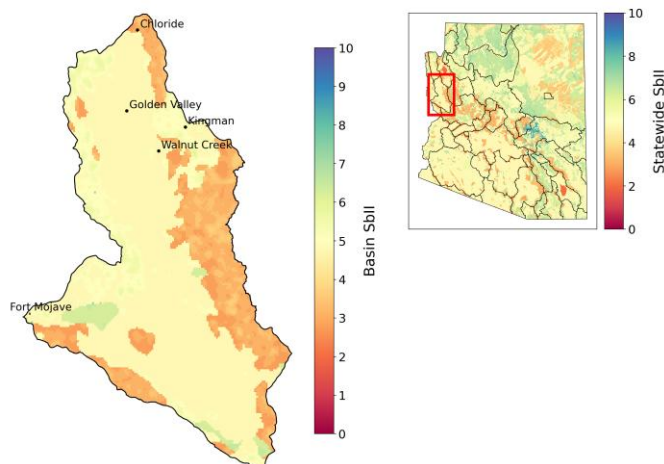 Chloride
Golden Valley
Kingman
Walnut Creek
Fort Mojave
10
9
8
7
6
5
4
3
2
1
0
Basin SbII
10
8
6
4
2
0
Statewide SbII